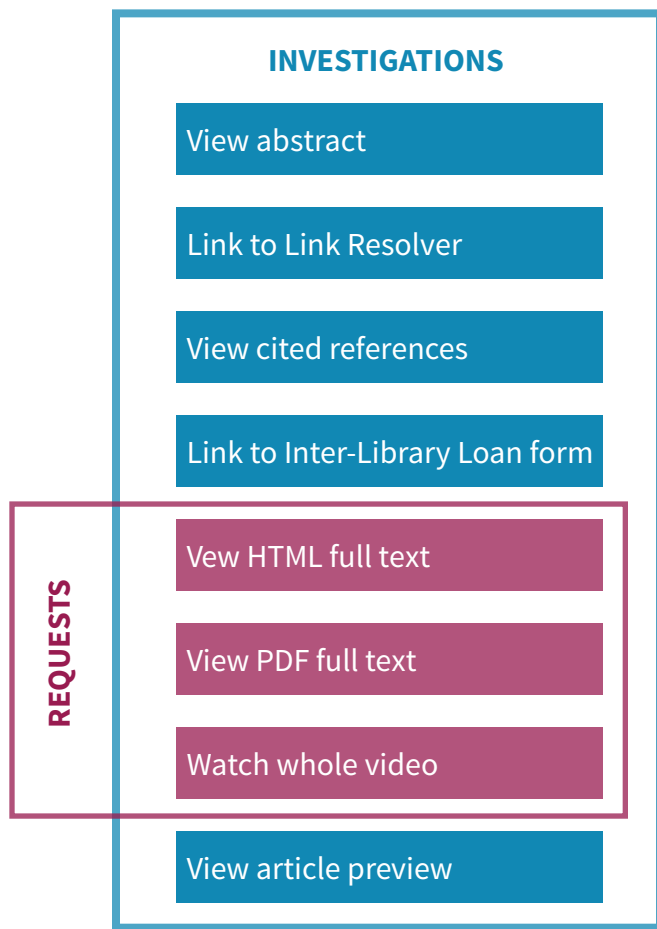 INVESTIGATIONS
View abstract
Link to Link Resolver
View cited references
Link to Inter-Library Loan form
REQUESTS
Vew HTML full text
View PDF full text
Watch whole video
View article preview